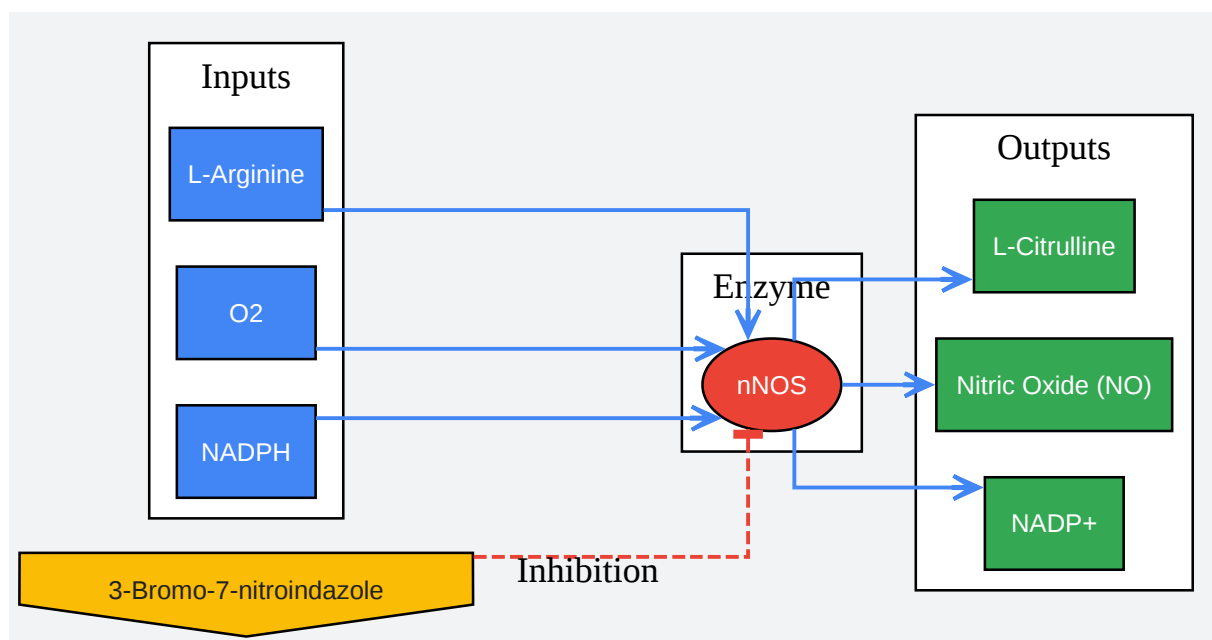 Inputs
L-Arginine
O2
NADPH
3-Bromo-7-nitroindazole
Inhibition
Enzyme
nNOS
Outputs
L-Citrulline
Nitric Oxide (NO)
NADP+